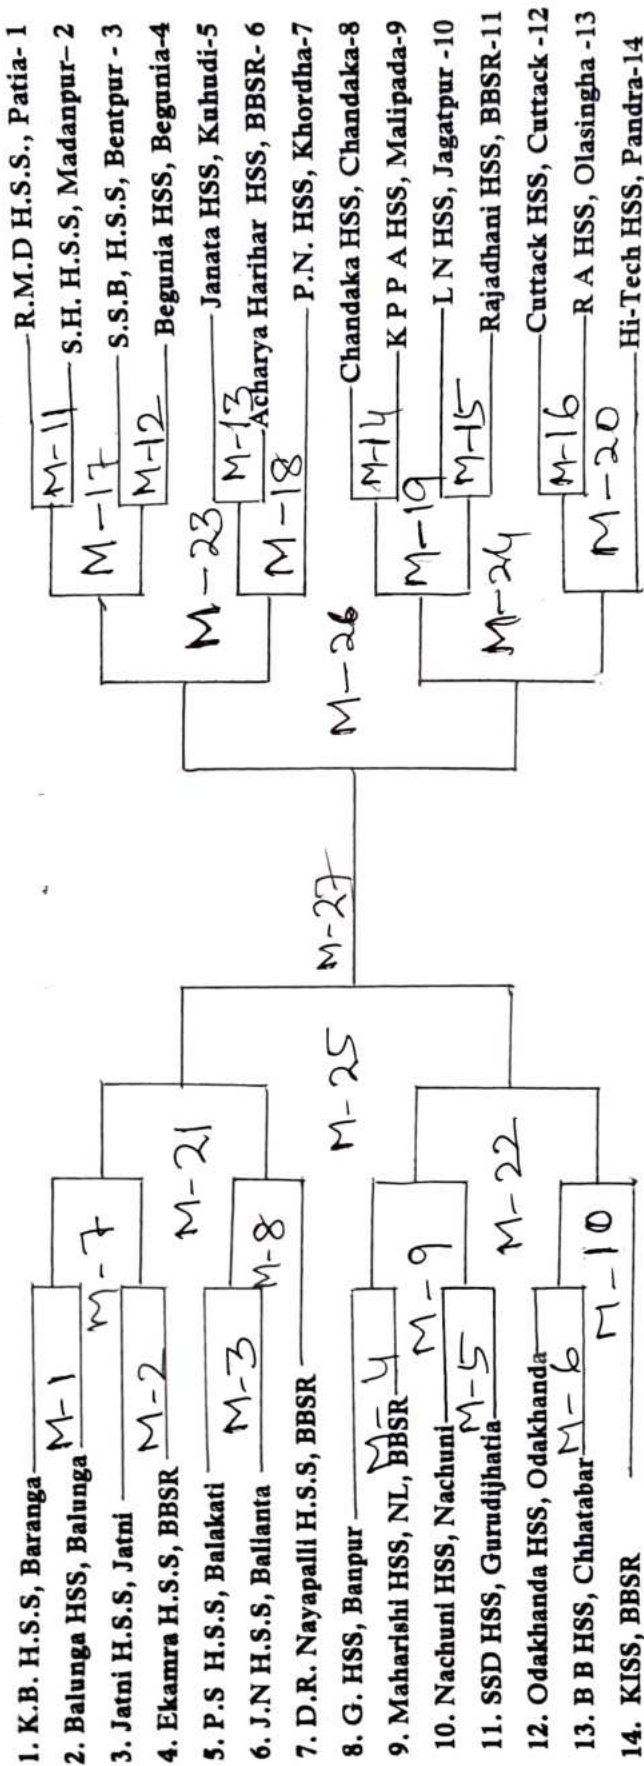 1. K.B. H.S.S, Baranga
2. Balunga HSS, Balunga
3. Jatni H.S.S, Jatni
4. Ekamra H.S.S, BBSR
5. P.S H.S.S, Balakati
6. J.N H.S.S, Balianta
7. D.R. Nayapalli H.S.S, BBSR
8. G. HSS, Banpur
9. Maharishi HSS, NL, BBSR
10. Nachuni HSS, Nachuni
11. SSD HSS, Gurudijhatia
12. Odakhanda HSS, Odakhanda
13. B B HSS, Chhatabar
14. KISS, BBSR
M-1
M-2
M-3
M-4
M-5
M-6
M-7
M-8
M-9
M-10
M-21
M-22
M-25
M-27
M-26
M-23
M-24
M-17
M-18
M-19
M-20
M-11
M-12
M-13
M-14
M-15
M-16
R.M.D H.S.S., Patia- 1
S.H. H.S.S, Madanpur- 2
S.S.B, H.S.S, Bentpur - 3
Begunia HSS, Begunia-4
Janata HSS, Kuhudi-5
Acharya Harihar HSS, BBSR- 6
P.N. HSS, Khordha-7
Chandaka HSS, Chandaka-8
K P P A HSS, Malipada-9
L N HSS, Jagatpur -10
Rajadhani HSS, BBSR-11
Cuttack HSS, Cuttack -12
R A HSS, Olasingha -13
Hi-Tech HSS, Pandra-14